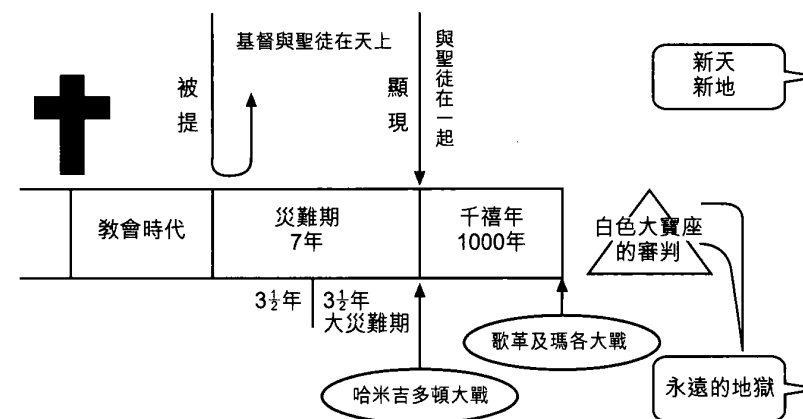 基督與聖徒在天上
被提
顯現
與聖徒在一起
新天
新地
教會時代
災難期
7年
千禧年
1000年
白色大寶座
的審判
3½年
3½年
大災難期
歌革及瑪各大戰
哈米吉多頓大戰
永遠的地獄